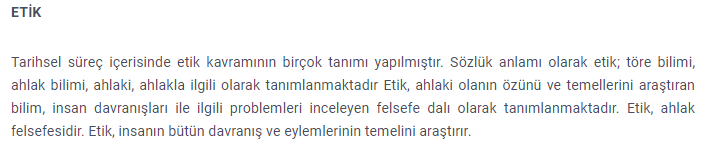 ETİK
Tarihsel süreç içerisinde etik kavramının birçok tanımı yapılmıştır. Sözlük anlamı olarak etik; töre bilimi,
ahlak bilimi, ahlaki, ahlakla ilgili olarak tanımlanmaktadır Etik, ahlaki olanın özünü ve temellerini araştıran
bilim, insan davranışları ile ilgili problemleri inceleyen felsefe dalı olarak tanımlanmaktadır. Etik, ahlak
felsefesidir. Etik, insanın bütün davranış ve eylemlerinin temelini araştırır.